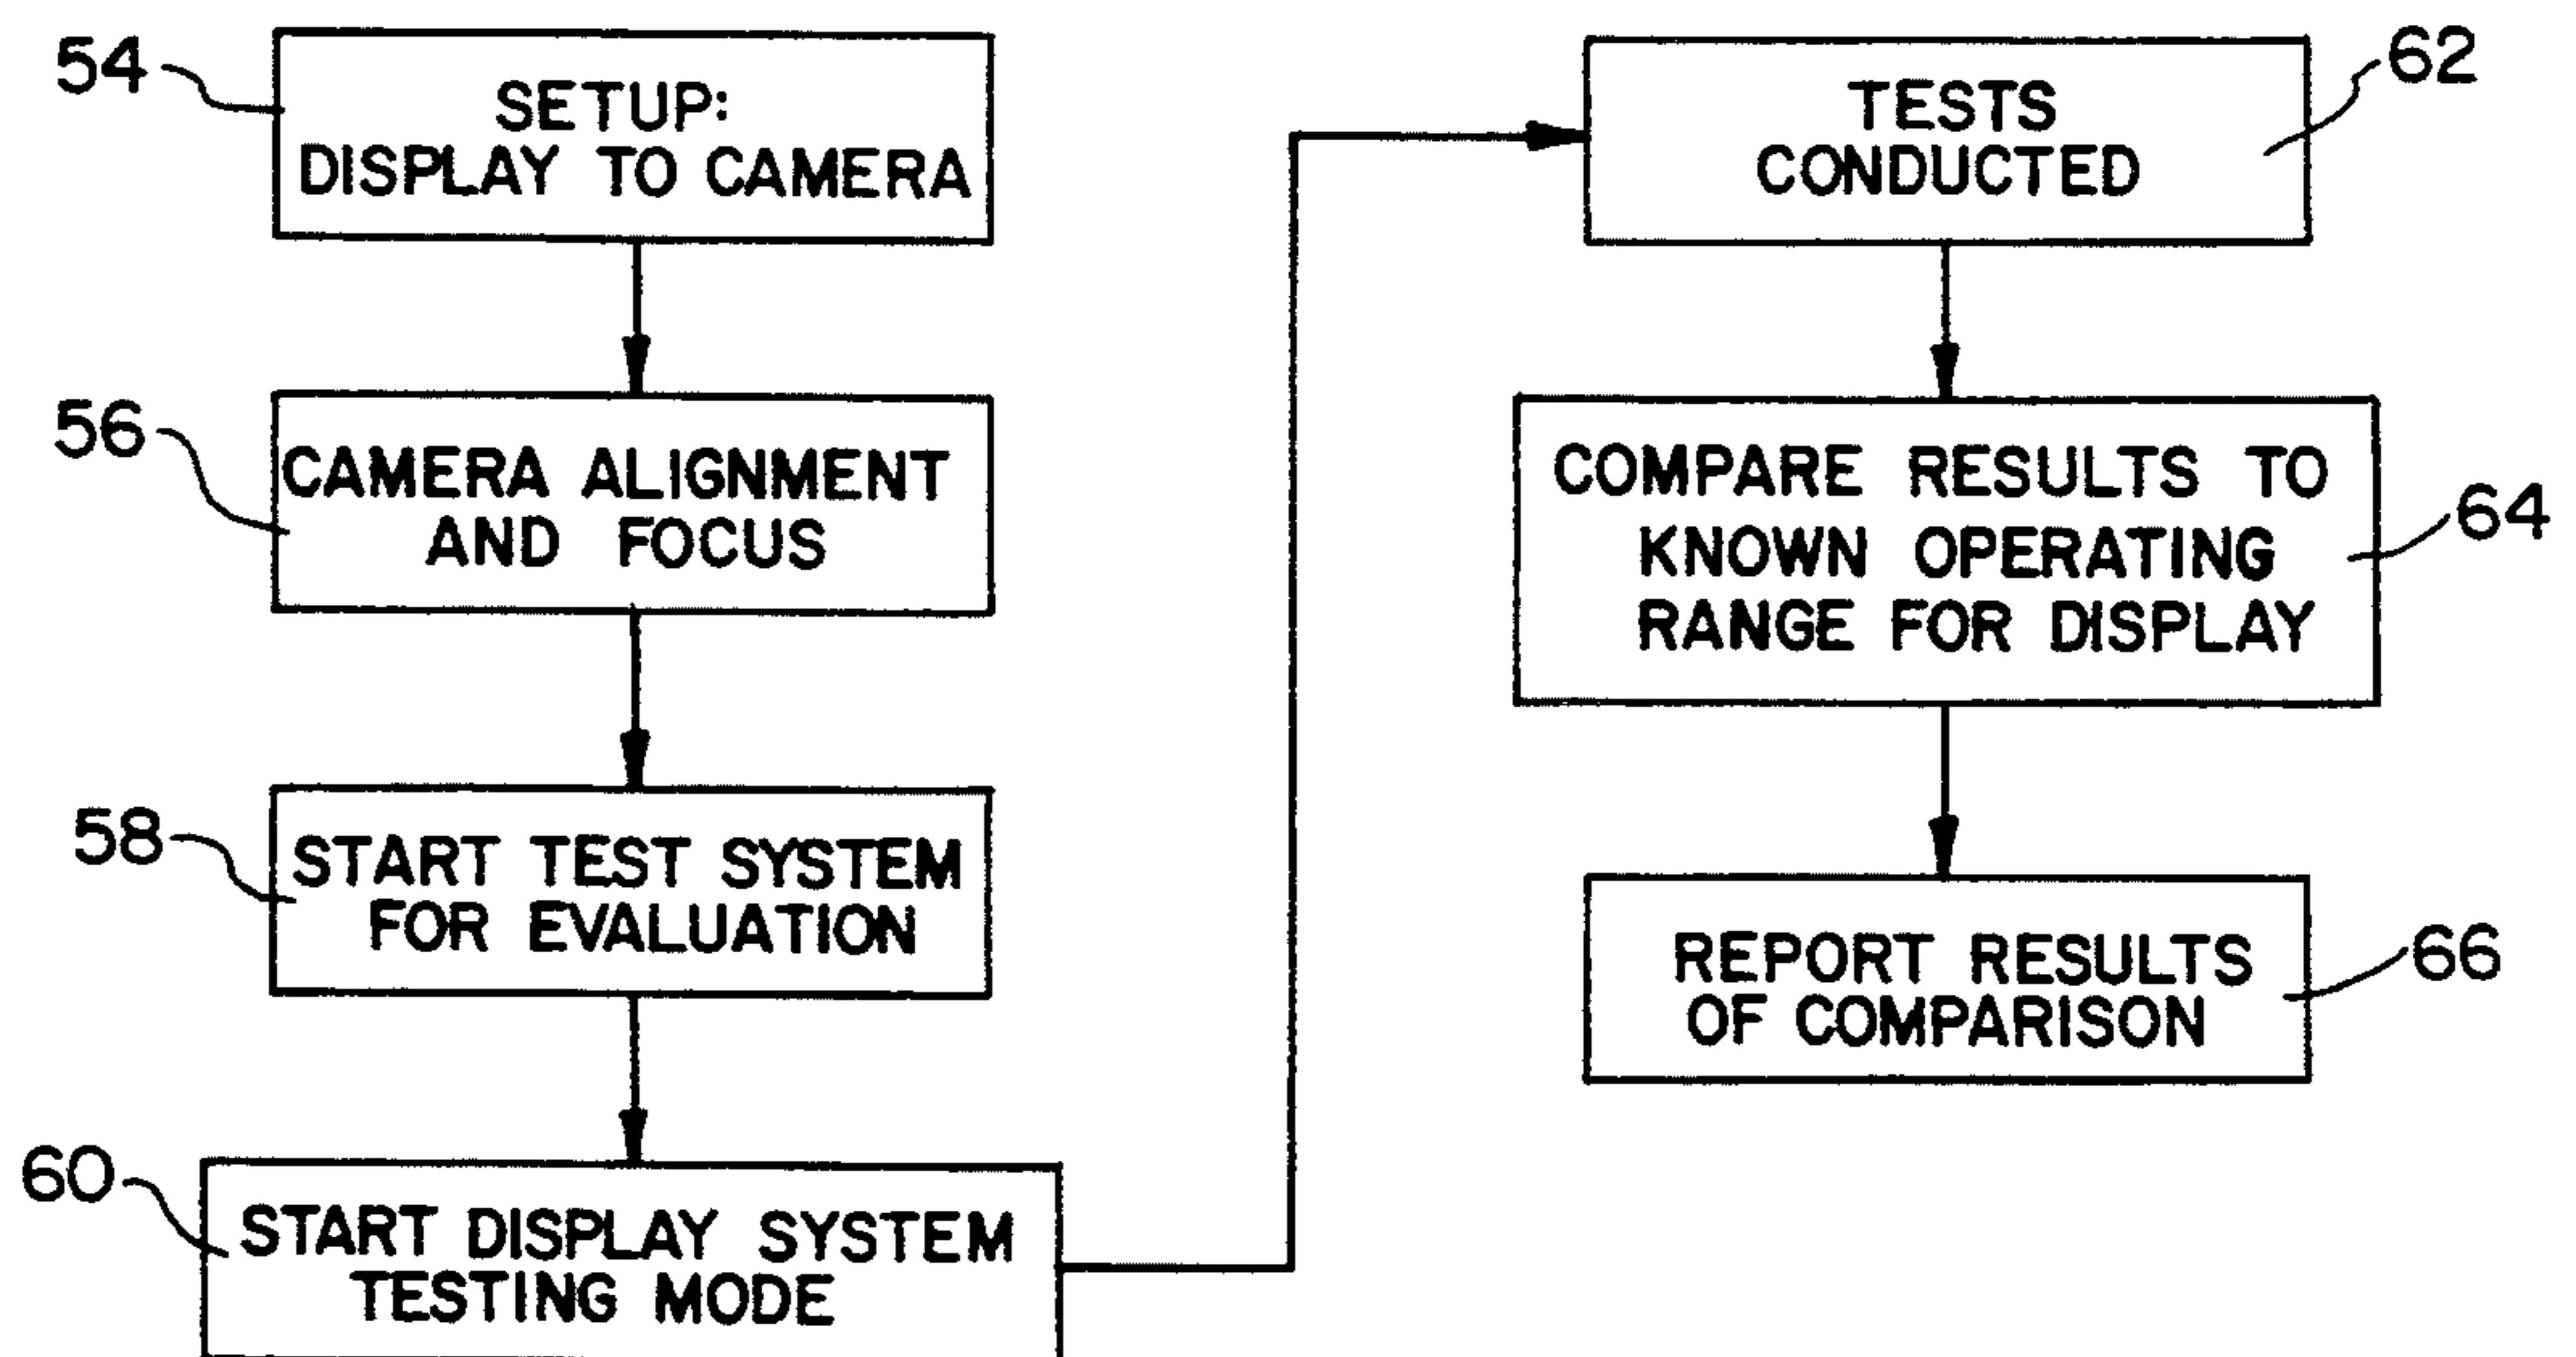 54
SETUP:
DISPLAY TO CAMERA
56
CAMERA ALIGNMENT
AND FOCUS
58
START TEST SYSTEM
FOR EVALUATION
60
START DISPLAY SYSTEM
TESTING MODE
62
TESTS
CONDUCTED
64
COMPARE RESULTS TO
KNOWN OPERATING
RANGE FOR DISPLAY
66
REPORT RESULTS
OF COMPARISON